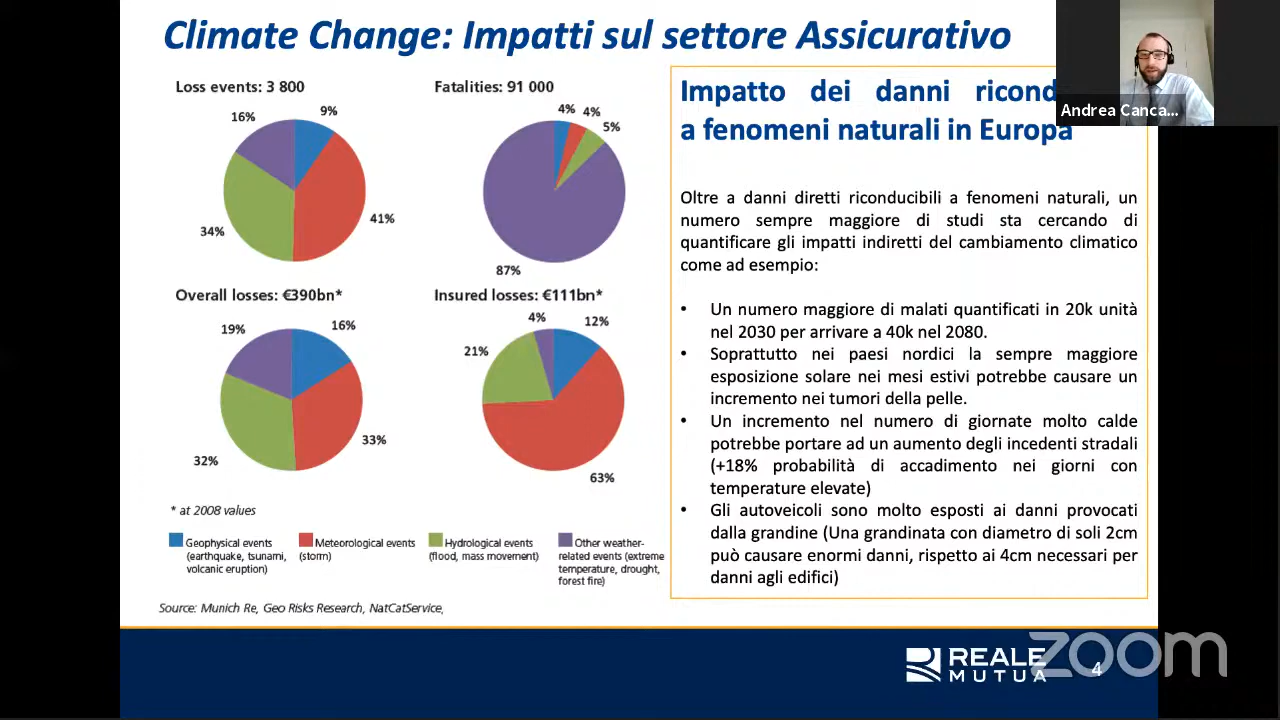 Climate Change: Impatti sul settore Assicurativo
Loss events: 3 800
16%
9%
34%
41%
Fatalities: 91 000
4%
4%
5%
87%
Overall losses: €390bn*
19%
16%
32%
33%
Insured losses: €111bn*
4%
12%
21%
63%
* at 2008 values
Geophysical events
(earthquake, tsunami,
volcanic eruption)
Meteorological events
(storm)
Hydrological events
(flood, mass movement)
Other weather-
related events (extreme
temperature, drought,
forest fire)
Source: Munich Re, Geo Risks Research, NatCatService,
Impatto dei danni
a fenomeni naturali in Europa
Oltre a danni diretti riconducibili a fenomeni naturali, un
numero sempre maggiore di studi sta cercando di
quantificare gli impatti indiretti del cambiamento climatico
come ad esempio:
• Un numero maggiore di malati quantificati in 20k unità
nel 2030 per arrivare a 40k nel 2080.
• Soprattutto nei paesi nordici la sempre maggiore
esposizione solare nei mesi estivi potrebbe causare un
incremento nei tumori della pelle.
• Un incremento nel numero di giornate molto calde
potrebbe portare ad un aumento degli incedenti stradali
(+18% probabilità di accadimento nei giorni con
temperature elevate)
• Gli autoveicoli sono molto esposti ai danni provocati
dalla grandine (Una grandinata con diametro di soli 2cm
può causare enormi danni, rispetto ai 4cm necessari per
danni agli edifici)
Andrea Canca...
REALE
MUTUA
zoom
4